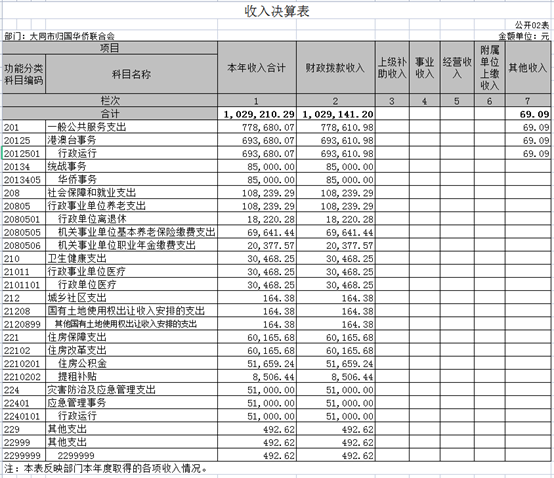 收入决算表
公开02表
部门：大同市归国华侨联合会 金额单位：元
项目 本年收入合计 财政拨款收入 上级补助收入 事业收入 经营收入 附属单位上缴收入 其他收入
功能分类科目编码 科目名称
栏次 1 2 3 4 5 6 7
合计 1,029,210.29 1,029,141.20 69.09
201 一般公共服务支出 778,680.07 778,610.98 69.09
20125 港澳台事务 693,680.07 693,610.98 69.09
2012501 行政运行 693,680.07 693,610.98 69.09
20134 统战事务 85,000.00 85,000.00
2013405 华侨事务 85,000.00 85,000.00
208 社会保障和就业支出 108,239.29 108,239.29
20805 行政事业单位养老支出 108,239.29 108,239.29
2080501 行政单位离退休 18,220.28 18,220.28
2080505 机关事业单位基本养老保险缴费支出 69,641.44 69,641.44
2080506 机关事业单位职业年金缴费支出 20,377.57 20,377.57
210 卫生健康支出 30,468.25 30,468.25
21011 行政事业单位医疗 30,468.25 30,468.25
2101101 行政单位医疗 30,468.25 30,468.25
212 城乡社区支出 164.38 164.38
21208 国有土地使用权出让收入安排的支出 164.38 164.38
2120899 其他国有土地使用权出让收入安排的支出 164.38 164.38
221 住房保障支出 60,165.68 60,165.68
22102 住房改革支出 60,165.68 60,165.68
2210201 住房公积金 51,659.24 51,659.24
2210202 提租补贴 8,506.44 8,506.44
224 灾害防治及应急管理支出 51,000.00 51,000.00
22401 应急管理事务 51,000.00 51,000.00
2240101 行政运行 51,000.00 51,000.00
229 其他支出 492.62 492.62
22999 其他支出 492.62 492.62
2299999 2299999 492.62 492.62
注：本表反映部门本年度取得的各项收入情况。